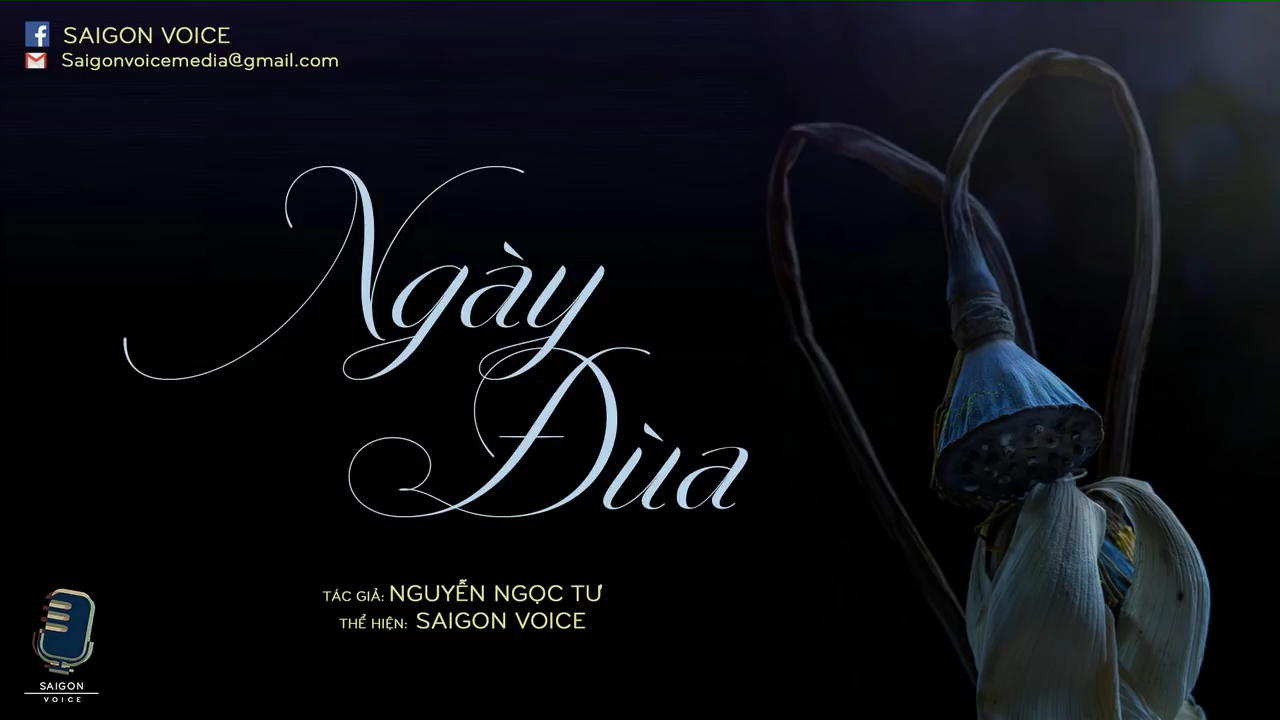 SAIGON VOICE
Saigonvoicemedia@gmail.com
Ngày
Đùa
TÁC GIẢ: NGUYỄN NGỌC TƯ
THỂ HIỆN: SAIGON VOICE
SAIGON
VOICE